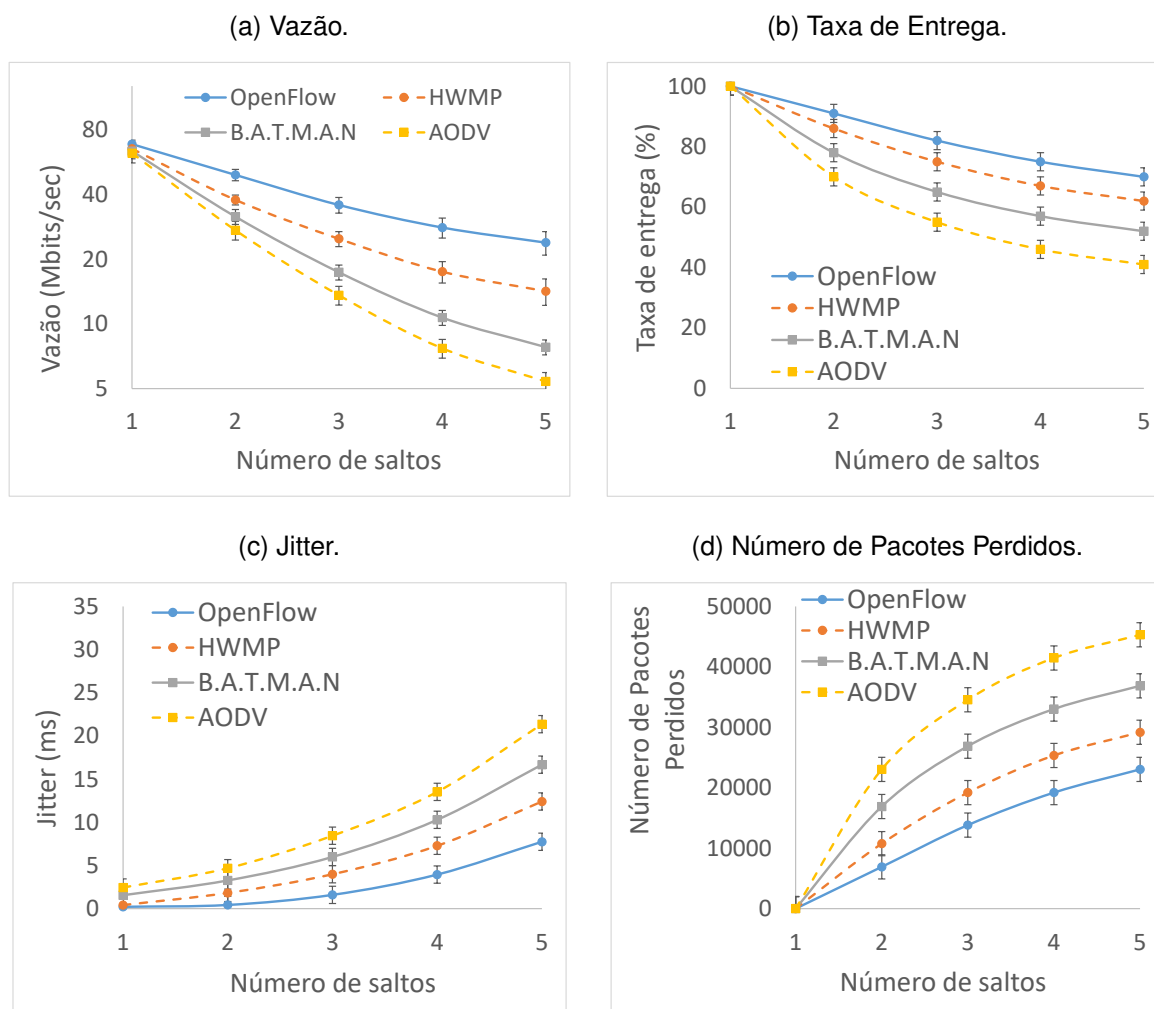 (a) Vazão.
OpenFlow
HWMP
B.A.T.M.A.N
AODV
Vazão (Mbits/sec)
80
40
20
10
5
1 2 3 4 5
Número de saltos
(b) Taxa de Entrega.
Taxa de entrega (%)
100
80
60
40
20
0
OpenFlow
HWMP
B.A.T.M.A.N
AODV
1 2 3 4 5
Número de saltos
(c) Jitter.
OpenFlow
HWMP
B.A.T.M.A.N
AODV
Jitter (ms)
35
30
25
20
15
10
5
0
1 2 3 4 5
Número de saltos
(d) Número de Pacotes Perdidos.
OpenFlow
HWMP
B.A.T.M.A.N
AODV
Número de Pacotes
Perdidos
50000
40000
30000
20000
10000
0
1 2 3 4 5
Número de saltos